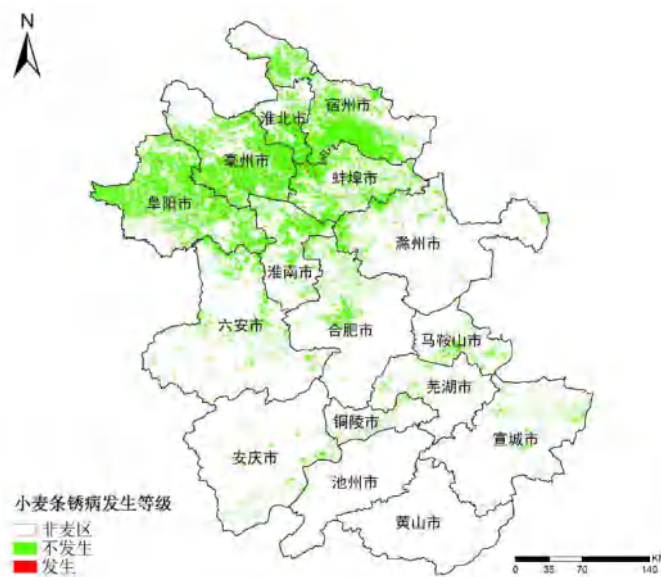 N
宿州市
淮北市
亳州市
蚌埠市
阜阳市
滁州市
淮南市
六安市
合肥市
马鞍山市
芜湖市
铜陵市
宣城市
安庆市
池州市
黄山市
小麦条锈病发生等级
非麦区
不发生
发生
0 35 70 140